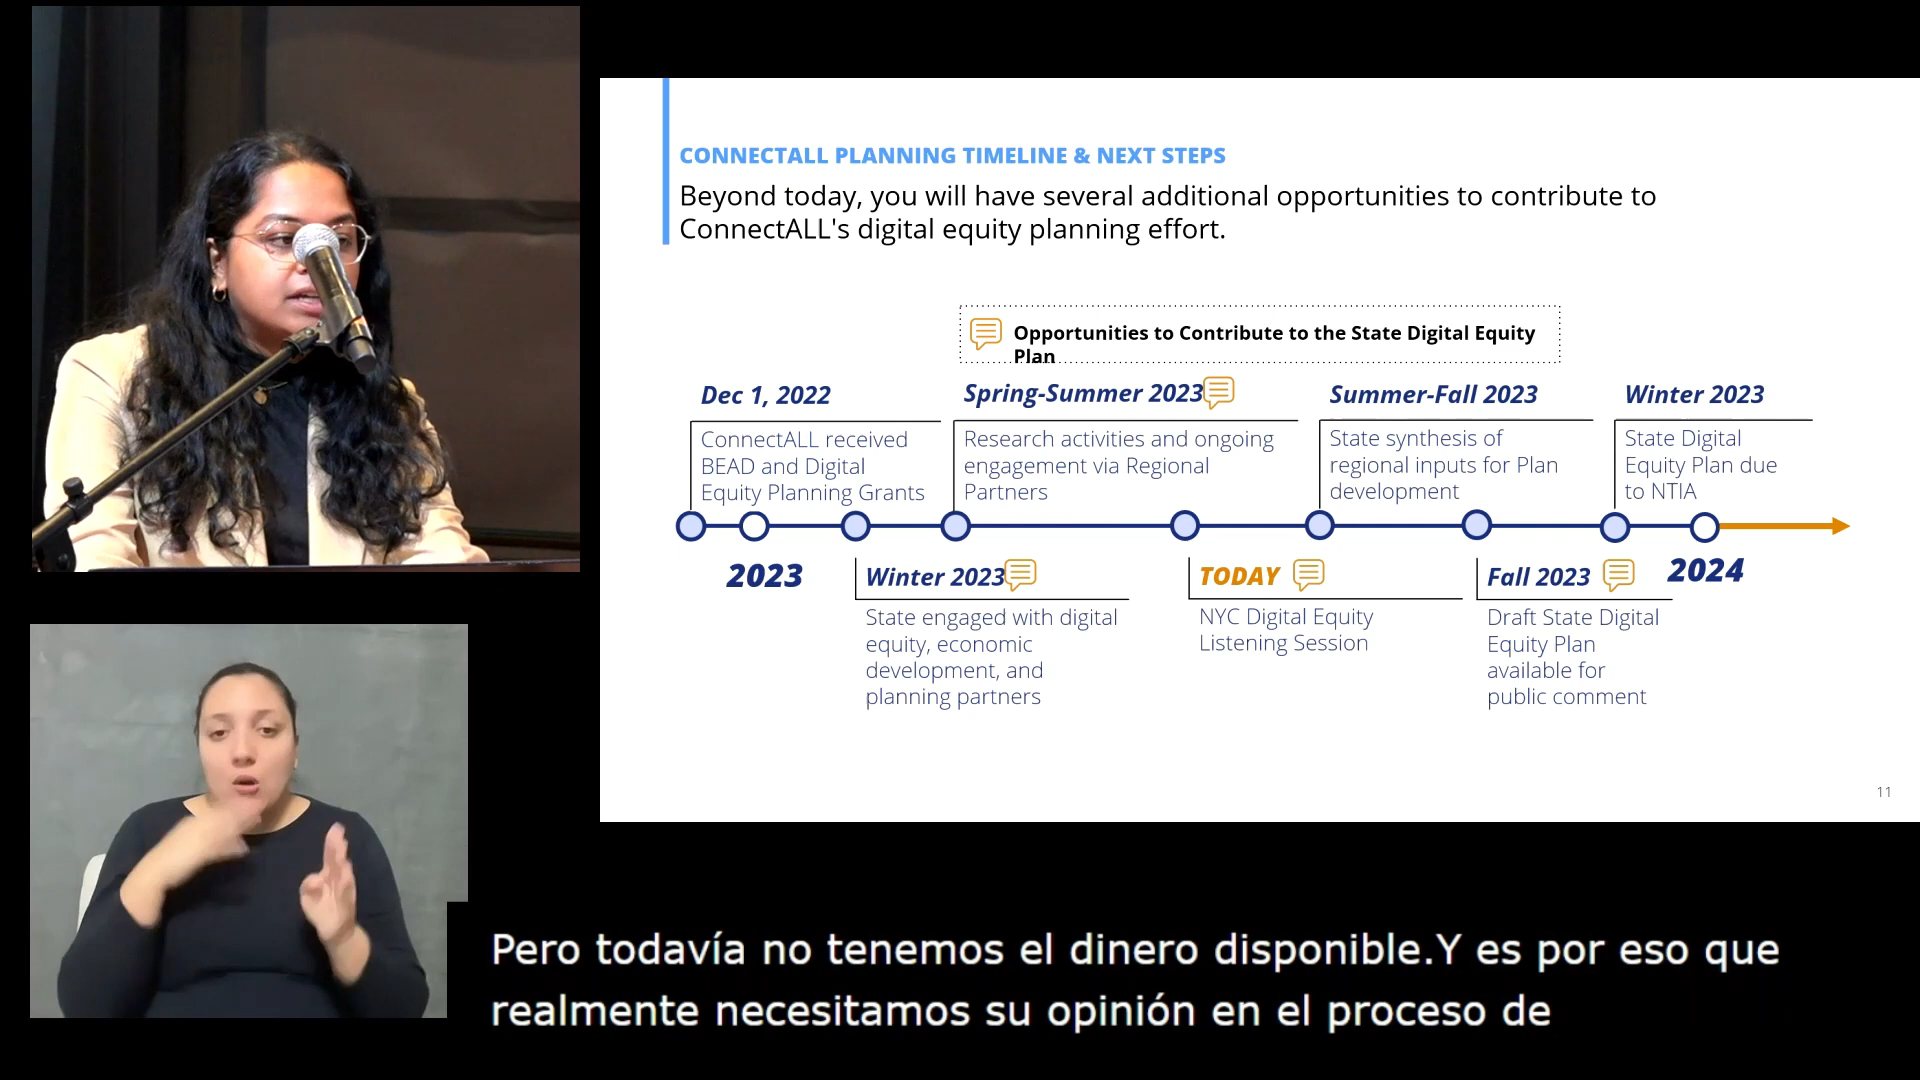 CONNECTALL PLANNING TIMELINE & NEXT STEPS
Beyond today, you will have several additional opportunities to contribute to
ConnectALL's digital equity planning effort.
Opportunities to Contribute to the State Digital Equity
Plan
Dec 1, 2022
ConnectALL received
BEAD and Digital
Equity Planning Grants
Spring-Summer 2023
Research activities and ongoing
engagement via Regional
Partners
Summer-Fall 2023
State synthesis of
regional inputs for Plan
development
Winter 2023
State Digital
Equity Plan due
to NTIA
2023
Winter 2023
State engaged with digital
equity, economic
development, and
planning partners
TODAY
NYC Digital Equity
Listening Session
Fall 2023
Draft State Digital
Equity Plan
available for
public comment
2024
11
Pero todavía no tenemos el dinero disponible.Y es por eso que
realmente necesitamos su opinión en el proceso de